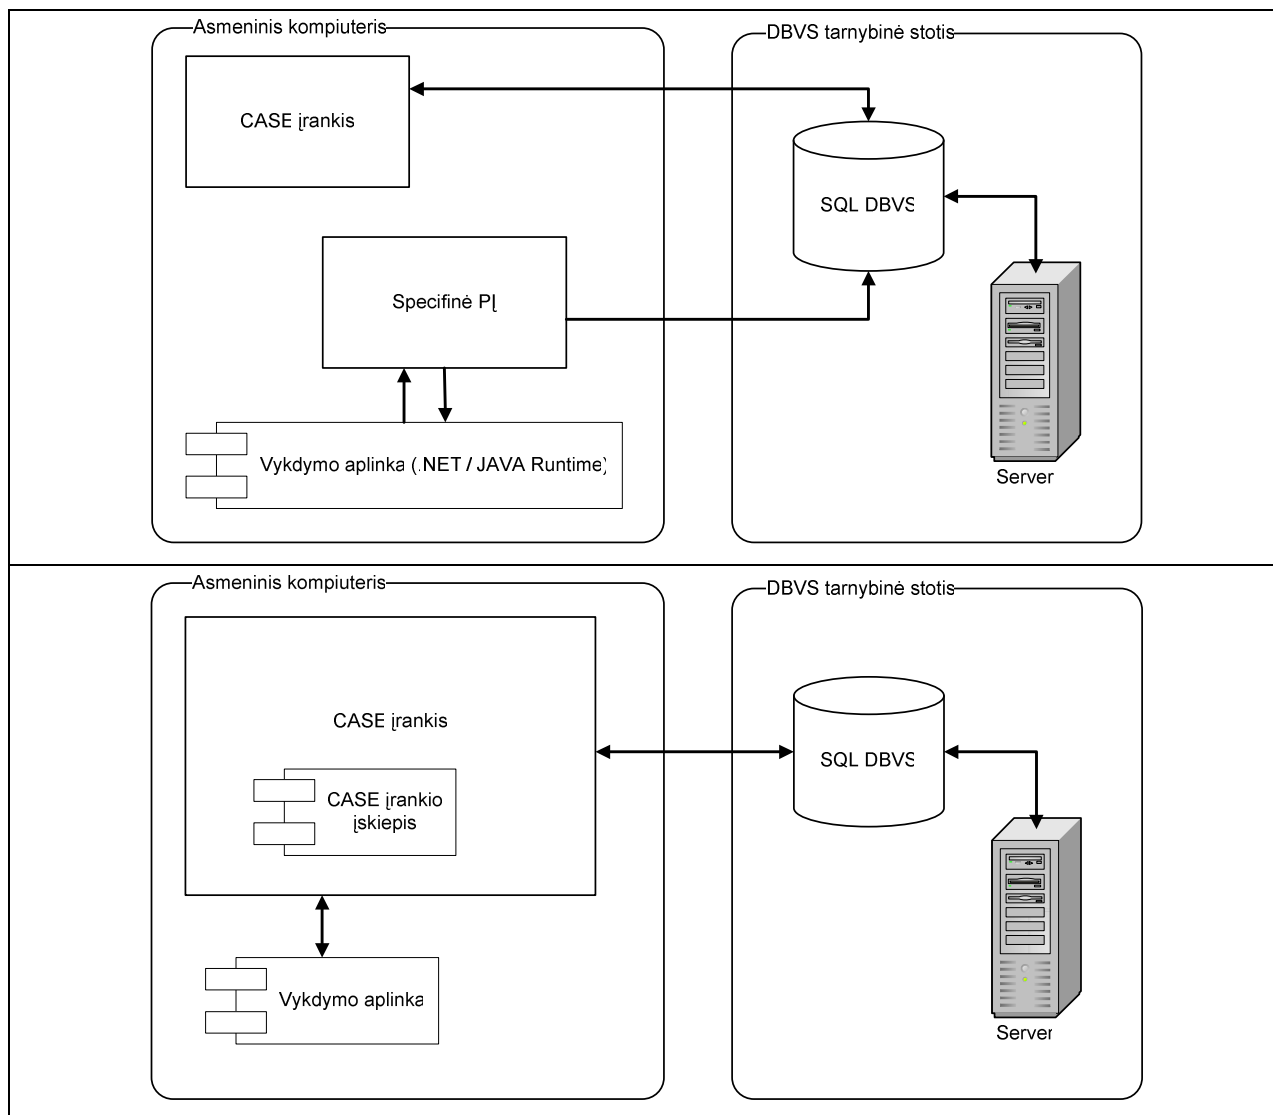 Asmeninis kompiuteris
DBVS tarnybinė stotis
CASE įrankis
SQL DBVS
Specifinė PĮ
Vykdymo aplinka (.NET / JAVA Runtime)
Server
Asmeninis kompiuteris
DBVS tarnybinė stotis
CASE įrankis
SQL DBVS
CASE įrankio
įskiepis
Vykdymo aplinka
Server